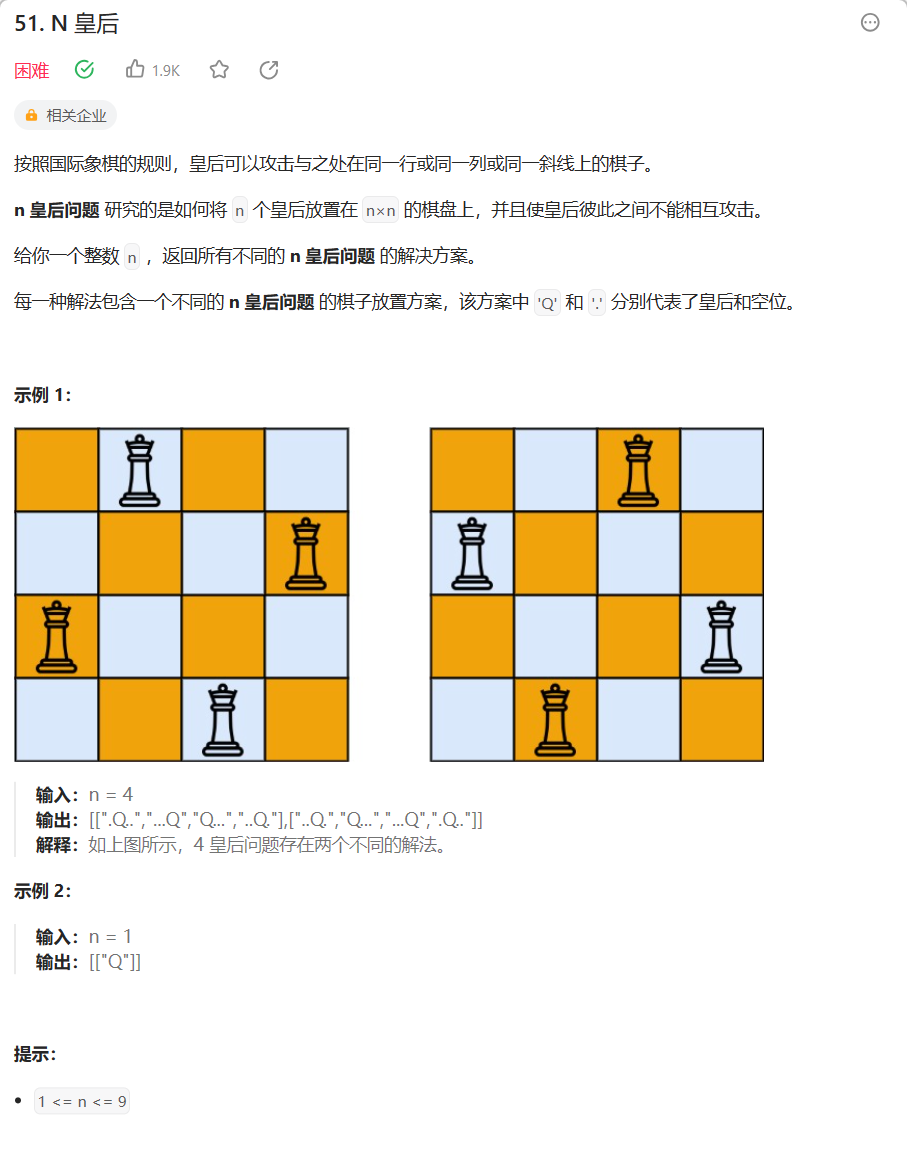 51. N 皇后
困难 1.9K
相关企业
按照国际象棋的规则，皇后可以攻击与之处在同一行或同一列或同一斜线上的棋子。
n 皇后问题 研究的是如何将 n 个皇后放置在 n×n 的棋盘上，并且使皇后彼此之间不能相互攻击。
给你一个整数 n ，返回所有不同的 n 皇后问题 的解决方案。
每一种解法包含一个不同的 n 皇后问题 的棋子放置方案，该方案中 'Q' 和 '.' 分别代表了皇后和空位。
示例 1：
输入：n = 4
输出：[[".Q..","...Q","Q...","..Q."],["..Q.","Q...","...Q",".Q.."]]
解释：如上图所示，4 皇后问题存在两个不同的解法。
示例 2：
输入：n = 1
输出：[["Q"]]
提示：
• 1 <= n <= 9